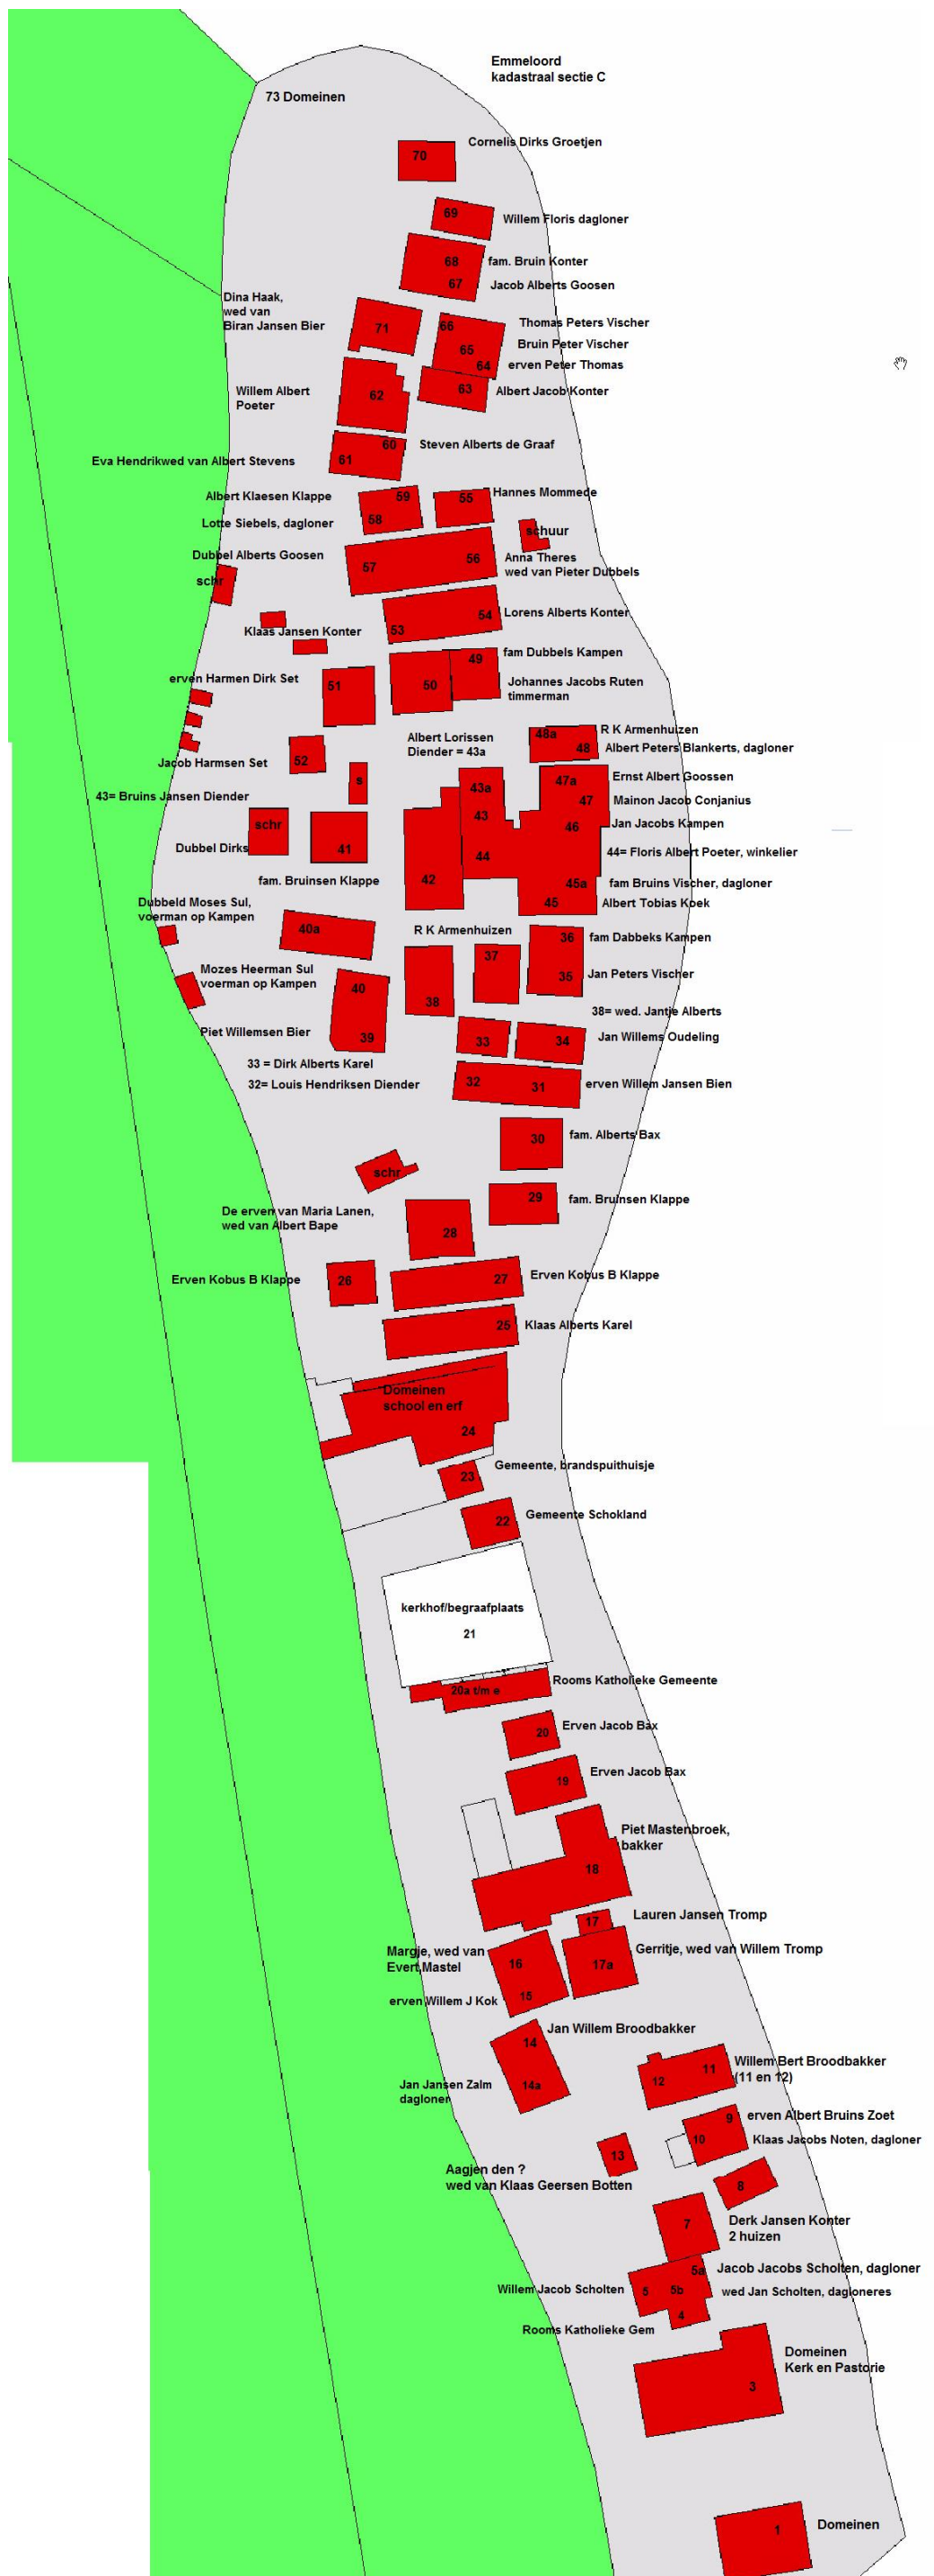 Emmeloord
kadastraal sectie C
73 Domeinen
Cornelis Dirks Groetjen
70
69
Willem Floris dagloner
68
fam. Bruin Konter
67
Jacob Alberts Goosen
Dina Haak,
wed van
Biran Jansen Bier
71
66
Thomas Peters Vischer
65
Bruin Peter Vischer
64
erven Peter Thomas
63
Albert Jacob Konter
Willem Albert
Poeter
62
60
Steven Alberts de Graaf
Eva Hendrikwed van Albert Stevens
61
Albert Klaesen Klappe
59
55
Hannes Mommede
Lotte Siebels, dagloner
58
schuur
Dubbel Alberts Goosen
57
56
Anna Theres
wed van Pieter Dubbels
schr
Klaas Jansen Konter
53
54
Lorens Alberts Konter
fam Dubbels Kampen
49
erven Harmen Dirk Set
51
50
Johannes Jacobs Ruten
timmerman
Jacob Harmsen Set
52
Albert Lorissen
Diender = 43a
48a
R K Armenhuizen
48
Albert Peters Blankerts, dagloner
43= Bruins Jansen Diender
s
43a
47a
Ernst Albert Goossen
47
Mainon Jacob Conjanius
schr
43
46
Jan Jacobs Kampen
Dubbel Dirks
41
44
44= Floris Albert Poeter, winkelier
fam. Bruinsen Klappe
42
45a
fam Bruins Vischer, dagloner
45
Albert Tobias Koek
Dubbeld Moses Sul,
voerman op Kampen
40a
R K Armenhuizen
36
fam Dabbeks Kampen
37
35
Jan Peters Vischer
Mozes Heerman Sul
voerman op Kampen
40
38
38= wed. Jantje Alberts
Piet Willemsen Bier
39
33
34
Jan Willems Oudeling
33 = Dirk Alberts Karel
32= Louis Hendriksen Diender
32
31
erven Willem Jansen Bien
30
fam. Alberts Bax
schr
29
fam. Bruinsen Klappe
De erven van Maria Lanen,
wed van Albert Bape
28
Erven Kobus B Klappe
26
27
Erven Kobus B Klappe
25
Klaas Alberts Karel
Domeinen
school en erf
24
Gemeente, brandspuithuisje
23
22
Gemeente Schokland
kerkhof/begraafplaats
21
20a t/m e
Rooms Katholieke Gemeente
20
Erven Jacob Bax
19
Erven Jacob Bax
Piet Mastenbroek,
bakker
18
17
Lauren Jansen Tromp
Margje, wed van
Evert Mastel
16
17a
Gerritje, wed van Willem Tromp
erven Willem J Kok
15
14
Jan Willem Broodbakker
Jan Jansen Zalm
dagloner
14a
12
11
Willem Bert Broodbakker
(11 en 12)
9
erven Albert Bruins Zoet
10
Klaas Jacobs Noten, dagloner
13
Aagjen den ?
wed van Klaas Geersen Botten
8
7
Derk Jansen Konter
2 huizen
5a
Jacob Jacobs Scholten, dagloner
Willem Jacob Scholten
5
5b
wed Jan Scholten, dagloneres
4
Rooms Katholieke Gem
Domeinen
Kerk en Pastorie
3
1
Domeinen